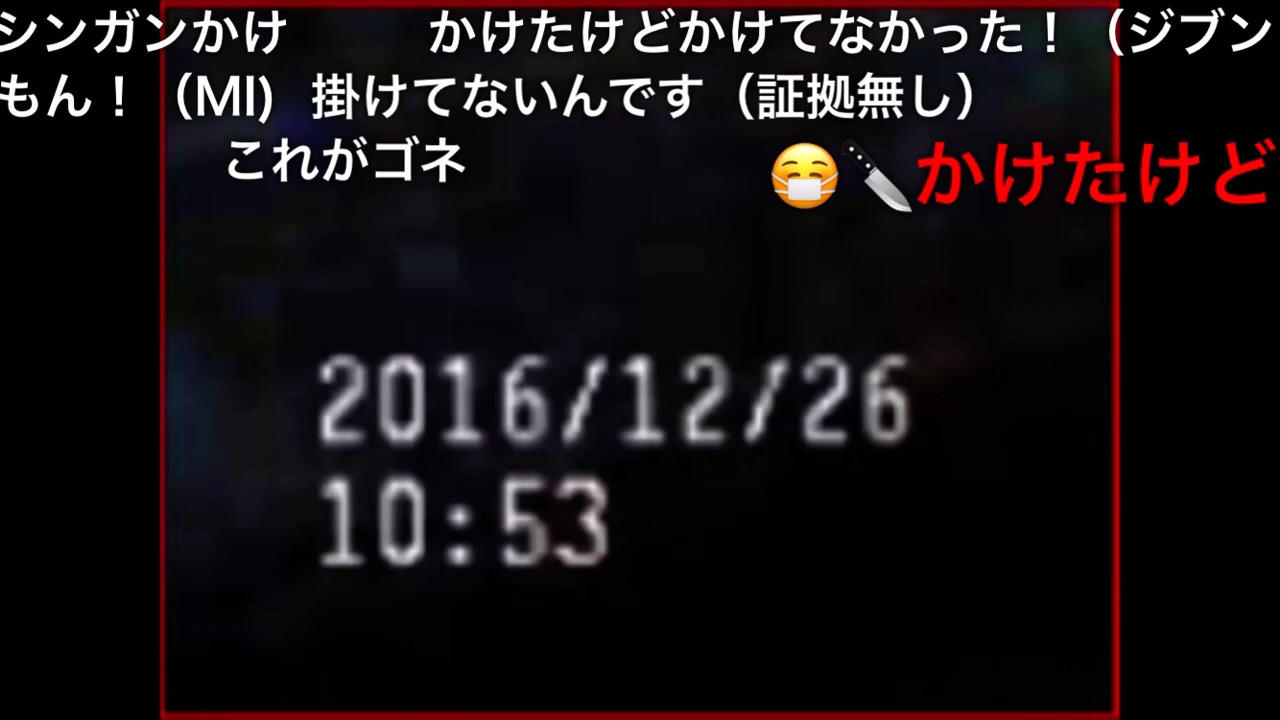 シンガンかけ かけたけどかけてなかった！（ジブン
もん！（MI) 掛けてないんです（証拠無し）
これがゴネ
😷🔪かけたけど
2016/12/26
10:53